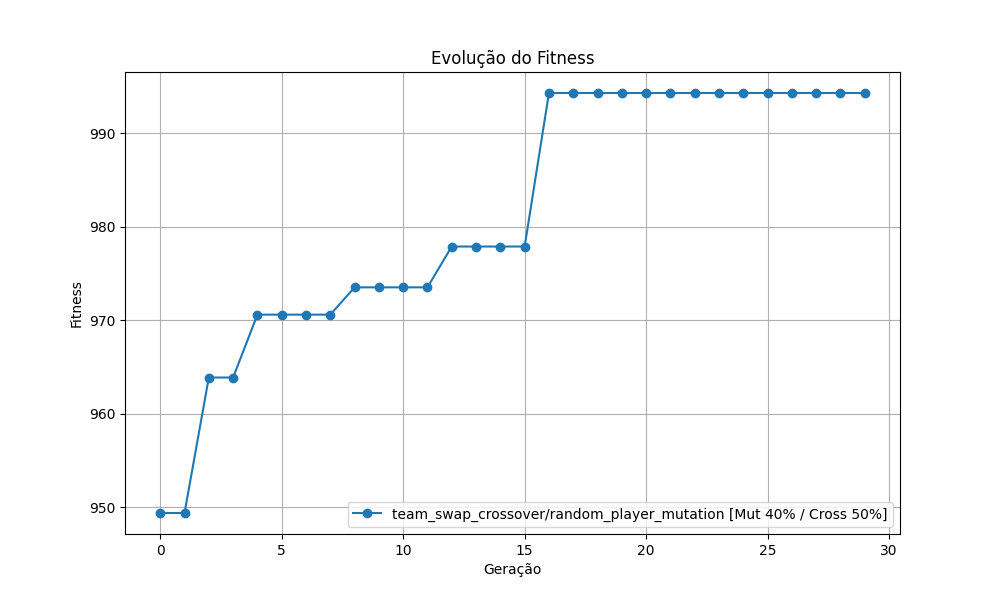 Evolução do Fitness
Fitness
990
980
970
960
950
team_swap_crossover/random_player_mutation [Mut 40% / Cross 50%]
0 5 10 15 20 25 30
Geração